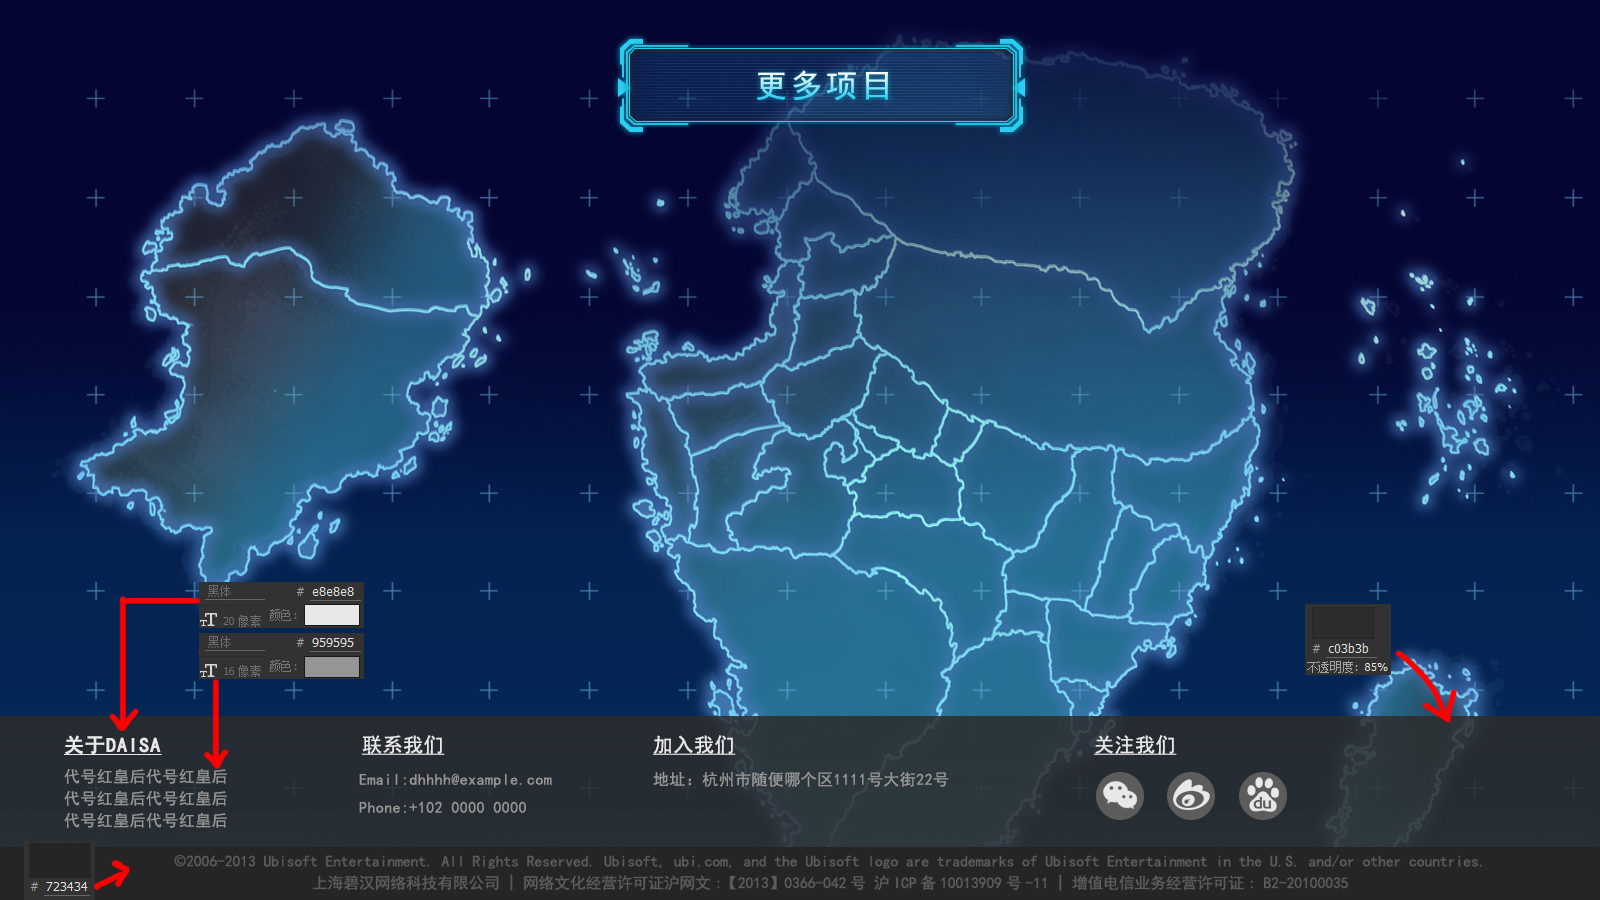 更多项目
黑体 # e8e8e8
T 20 像素 颜色:
黑体 # 959595
T 16 像素 颜色:
# c03b3b
不透明度: 85%
关于DAISA
代号红皇后代号红皇后
代号红皇后代号红皇后
代号红皇后代号红皇后
联系我们
Email:dhhhh@example.com
Phone:+102 0000 0000
加入我们
地址: 杭州市随便哪个区1111号大街22号
关注我们
du
# 723434
©2006-2013 Ubisoft Entertainment. All Rights Reserved. Ubisoft, ubi.com, and the Ubisoft logo are trademarks of Ubisoft Entertainment in the U.S. and/or other countries.
上海碧汉网络科技有限公司 | 网络文化经营许可证沪网文:【2013】0366-042 号 沪 ICP 备 10013909 号 -11 | 增值电信业务经营许可证: B2-20100035